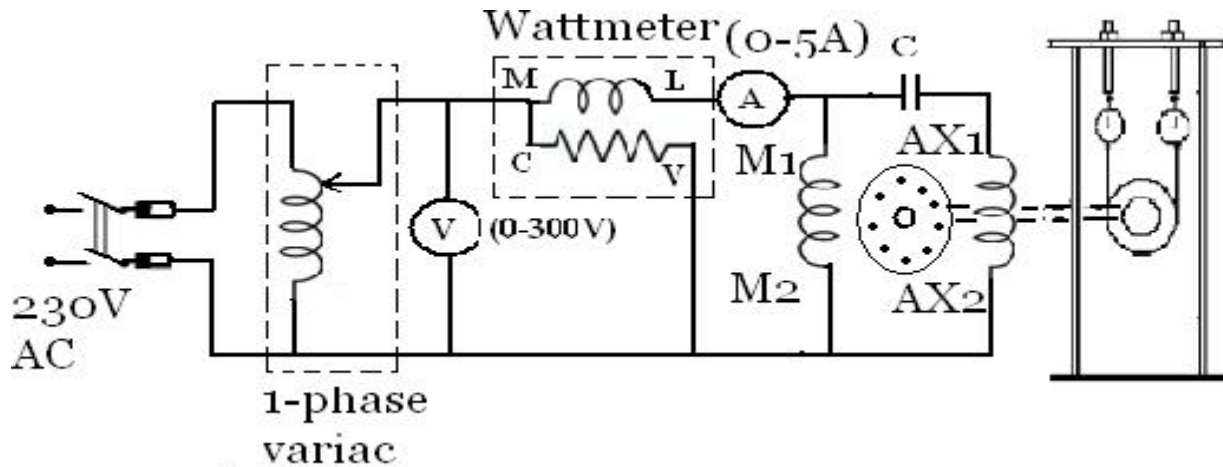 Wattmeter
(0-5A)
C
M
L
A
C
V
M1
AX1
V
(0-300V)
M2
AX2
230V
AC
1-phase
variac